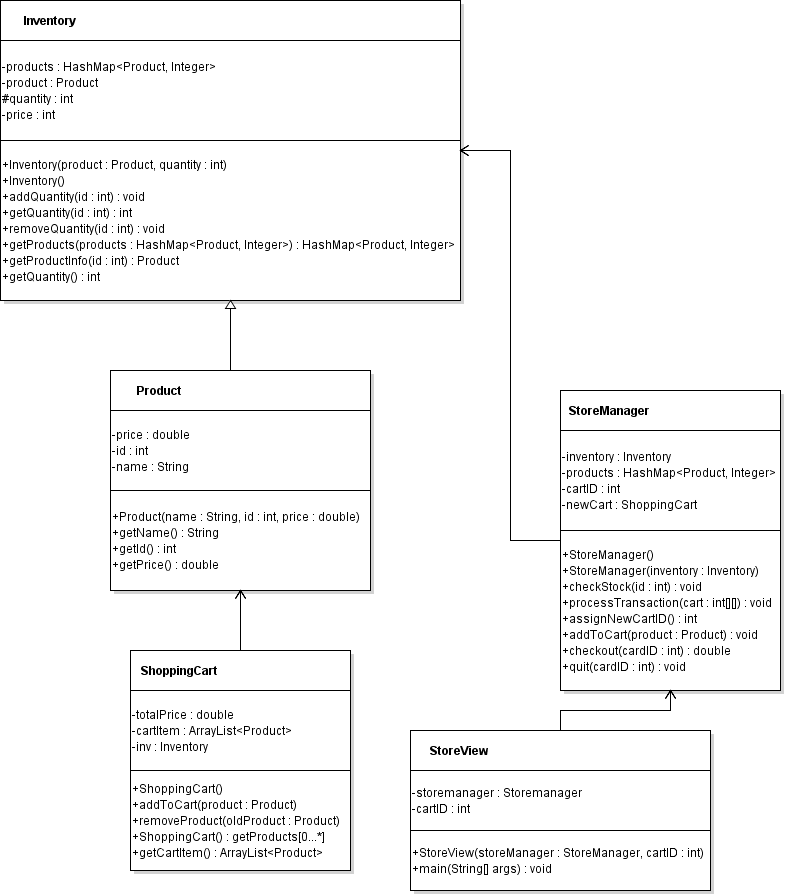 Inventory
-products : HashMap<Product, Integer>
-product : Product
#quantity : int
-price : int
+Inventory(product : Product, quantity : int)
+Inventory()
+addQuantity(id : int) : void
+getQuantity(id : int) : int
+removeQuantity(id : int) : void
+getProducts(products : HashMap<Product, Integer>) : HashMap<Product, Integer>
+getProductInfo(id : int) : Product
+getQuantity() : int
Product
-price : double
-id : int
-name : String
+Product(name : String, id : int, price : double)
+getName() : String
+getId() : int
+getPrice() : double
StoreManager
-inventory : Inventory
-products : HashMap<Product, Integer>
-cartID : int
-newCart : ShoppingCart
+StoreManager()
+StoreManager(inventory : Inventory)
+checkStock(id : int) : void
+processTransaction(cart : int[][]) : void
+assignNewCartID() : int
+addToCart(product : Product) : void
+checkout(cardID : int) : double
+quit(cardID : int) : void
ShoppingCart
-totalPrice : double
-cartItem : ArrayList<Product>
-inv : Inventory
+ShoppingCart()
+addToCart(product : Product)
+removeProduct(oldProduct : Product)
+ShoppingCart() : getProducts[0...*]
+getCartItem() : ArrayList<Product>
StoreView
-storemanager : Storemanager
-cartID : int
+StoreView(storeManager : StoreManager, cartID : int)
+main(String[] args) : void